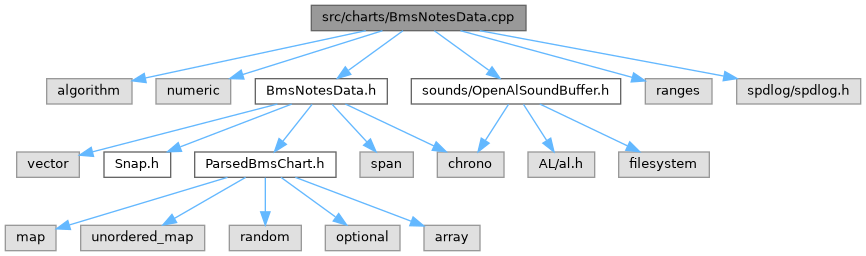 src/charts/BmsNotesData.cpp
algorithm
numeric
BmsNotesData.h
sounds/OpenAlSoundBuffer.h
ranges
spdlog/spdlog.h
vector
Snap.h
ParsedBmsChart.h
span
chrono
AL/al.h
filesystem
map
unordered_map
random
optional
array